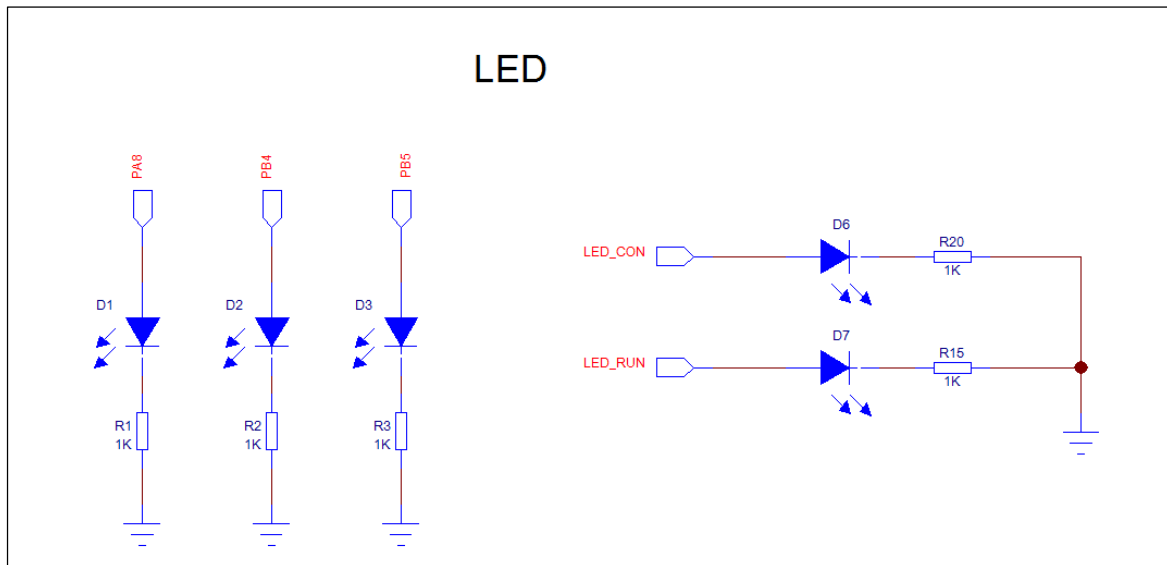 LED
PA8
PB4
PB5
D1
D2
D3
R1
1K
R2
1K
R3
1K
LED_CON
D6
R20
1K
LED_RUN
D7
R15
1K